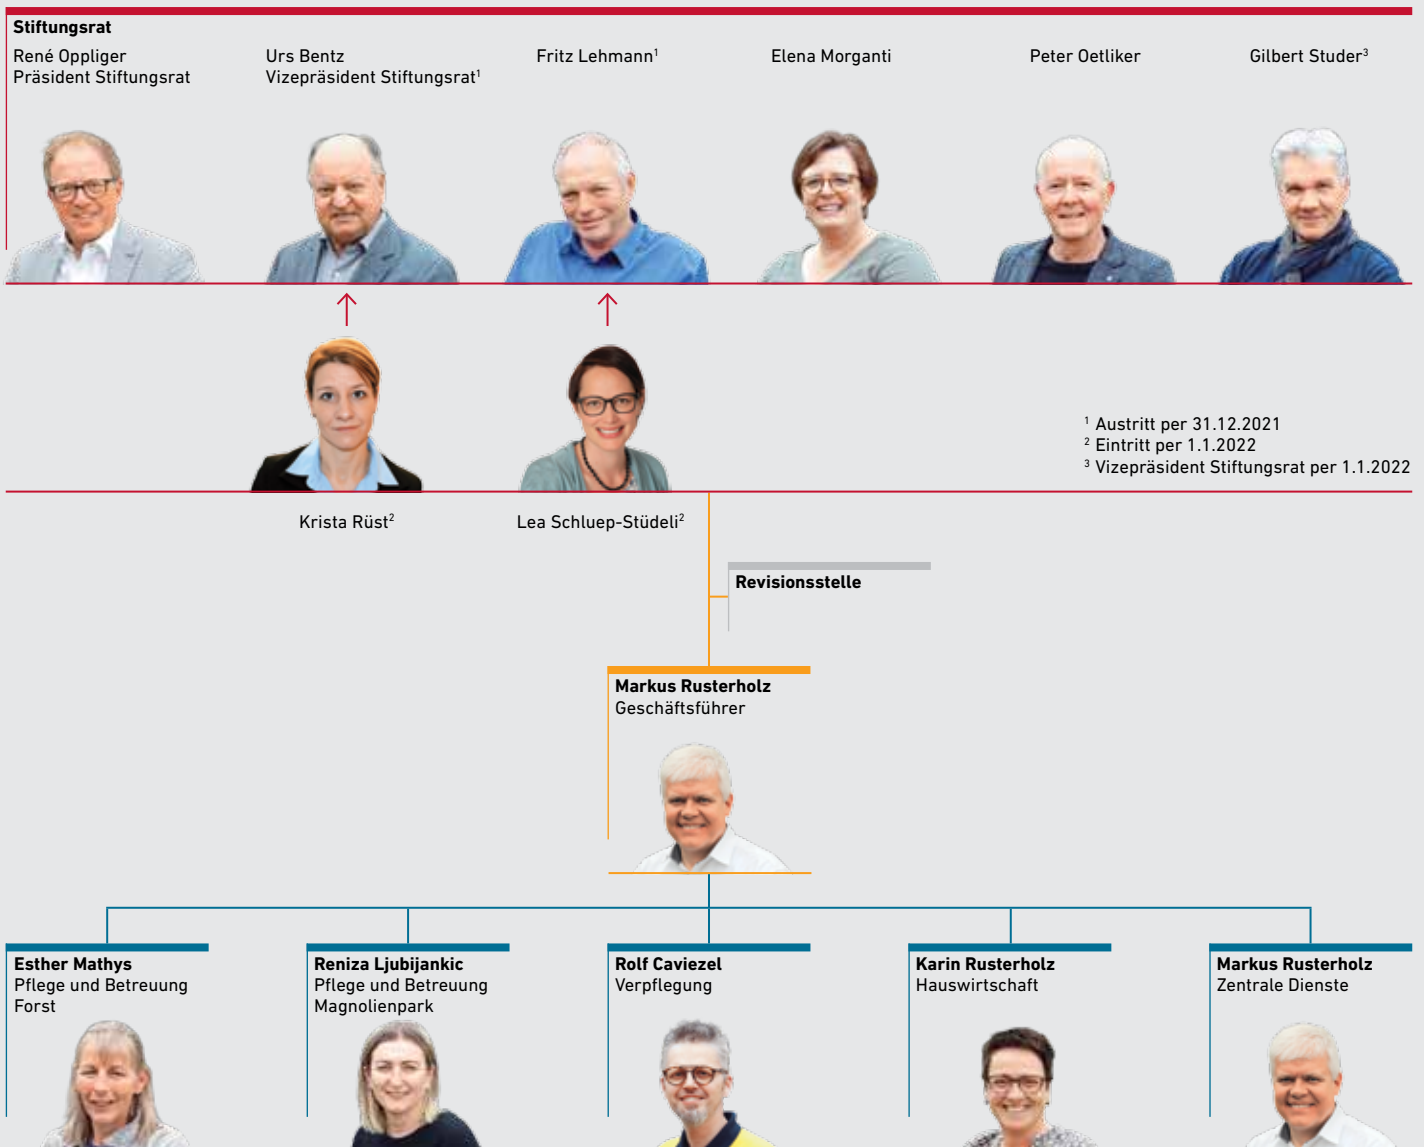 Stiftungsrat
René Oppliger
Präsident Stiftungsrat
Urs Bentz
Vizepräsident Stiftungsrat¹
Fritz Lehmann¹
Elena Morganti
Peter Oetliker
Gilbert Studer³
¹ Austritt per 31.12.2021
² Eintritt per 1.1.2022
³ Vizepräsident Stiftungsrat per 1.1.2022
Krista Rüst²
Lea Schluep-Stüdeli²
Revisionsstelle
Markus Rusterholz
Geschäftsführer
Esther Mathys
Pflege und Betreuung
Forst
Reniza Ljubijankic
Pflege und Betreuung
Magnolienpark
Rolf Caviezel
Verpflegung
Karin Rusterholz
Hauswirtschaft
Markus Rusterholz
Zentrale Dienste